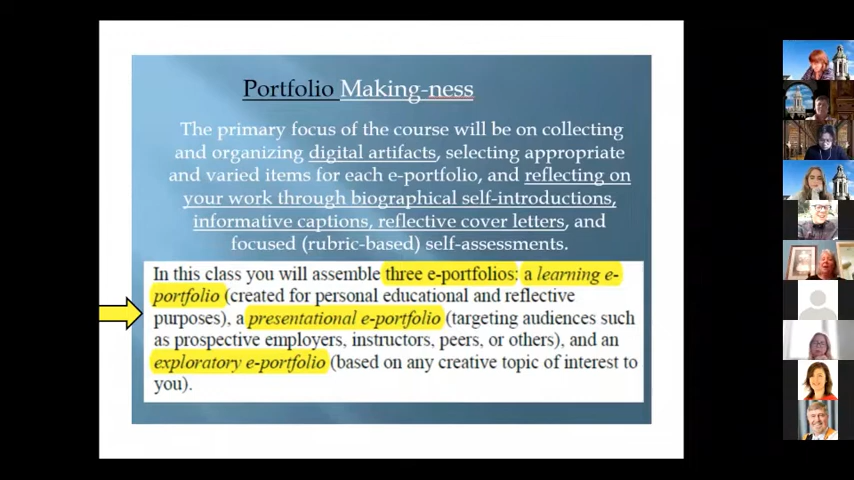 Portfolio Making-ness
The primary focus of the course will be on collecting
and organizing digital artifacts, selecting appropriate
and varied items for each e-portfolio, and reflecting on
your work through biographical self-introductions,
informative captions, reflective cover letters, and
focused (rubric-based) self-assessments.
In this class you will assemble three e-portfolios: a learning e-
portfolio (created for personal educational and reflective
purposes), a presentational e-portfolio (targeting audiences such
as prospective employers, instructors, peers, or others), and an
exploratory e-portfolio (based on any creative topic of interest to
you).